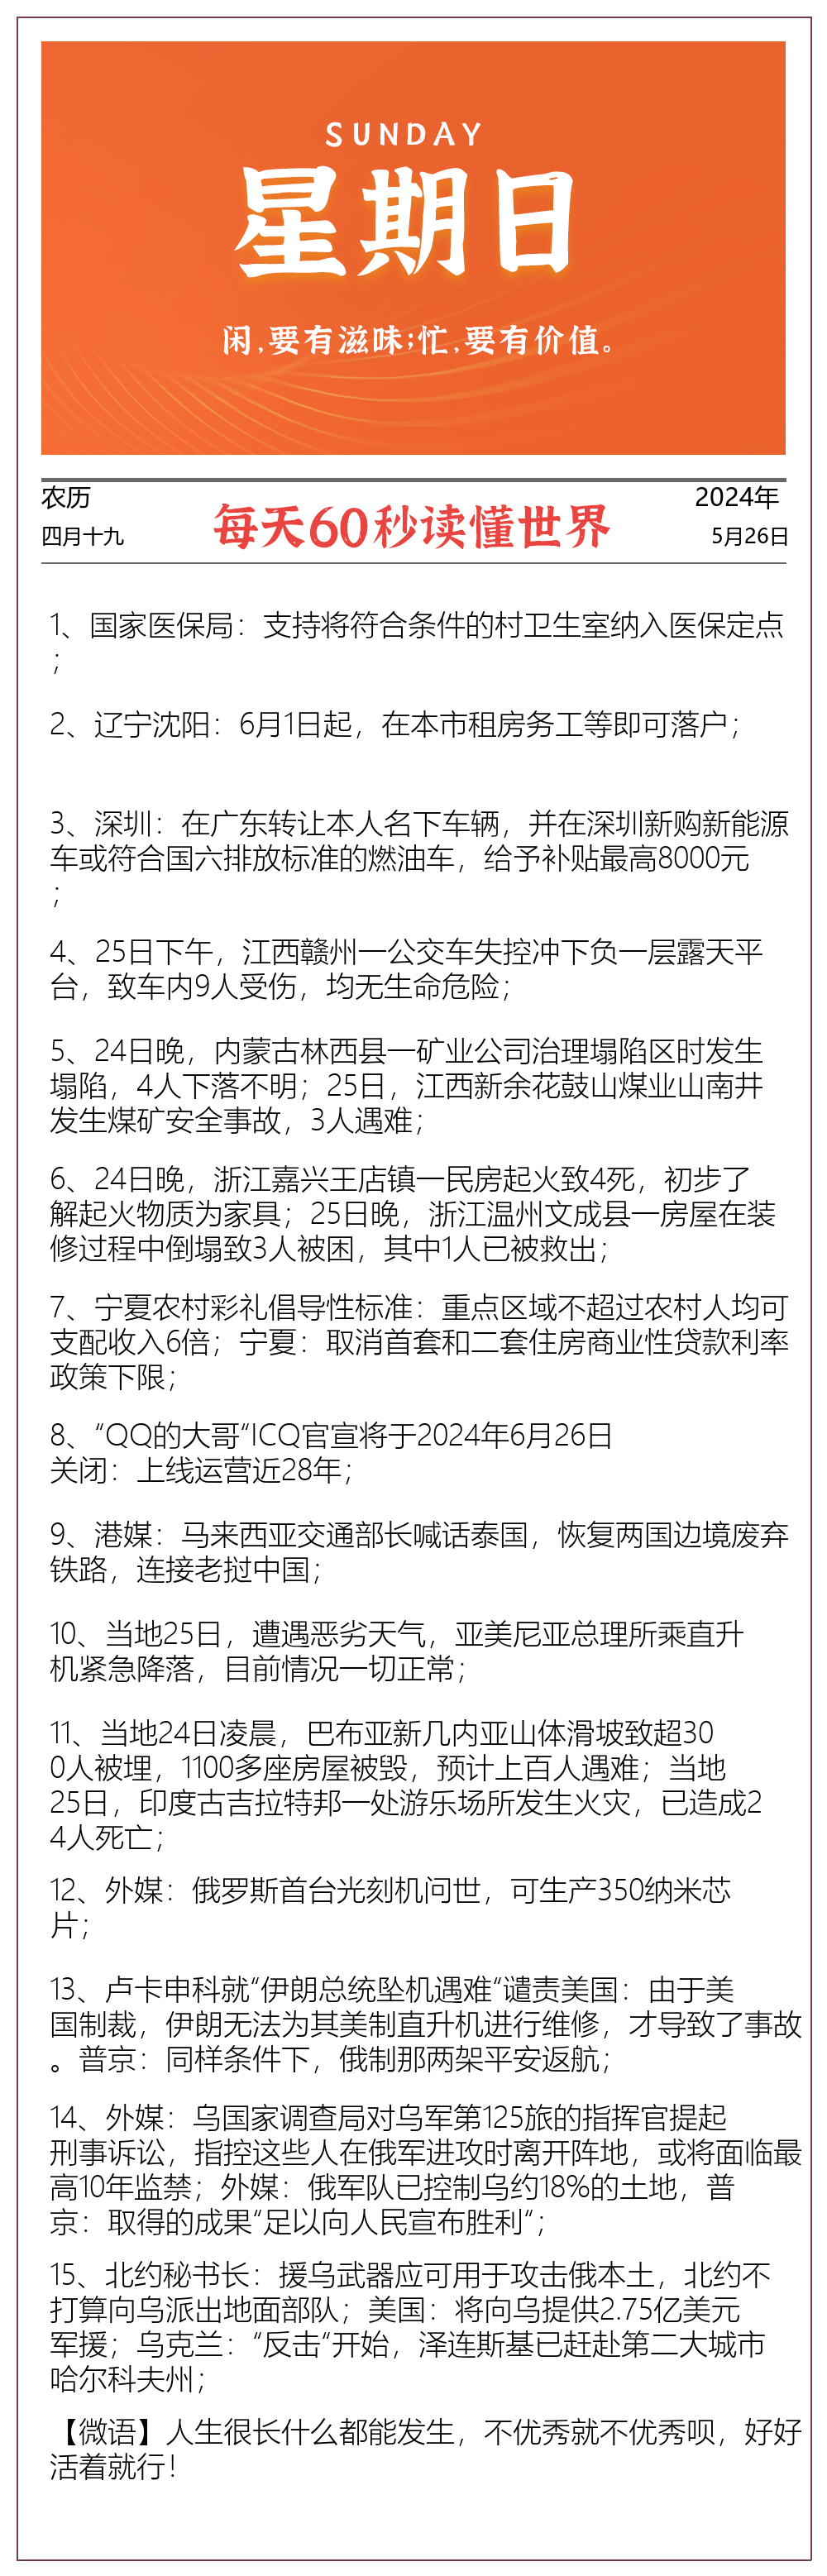 SUNDAY
星期日
闲,要有滋味;忙,要有价值。
农历
四月十九
每天60秒读懂世界
2024年
5月26日
1、国家医保局：支持将符合条件的村卫生室纳入医保定点
；
2、辽宁沈阳：6月1日起，在本市租房务工等即可落户；
3、深圳：在广东转让本人名下车辆，并在深圳新购新能源
车或符合国六排放标准的燃油车，给予补贴最高8000元
；
4、25日下午，江西赣州一公交车失控冲下负一层露天平
台，致车内9人受伤，均无生命危险；
5、24日晚，内蒙古林西县一矿业公司治理塌陷区时发生
塌陷，4人下落不明；25日，江西新余花鼓山煤业山南井
发生煤矿安全事故，3人遇难；
6、24日晚，浙江嘉兴王店镇一民房起火致4死，初步了
解起火物质为家具；25日晚，浙江温州文成县一房屋在装
修过程中倒塌致3人被困，其中1人已被救出；
7、宁夏农村彩礼倡导性标准：重点区域不超过农村人均可
支配收入6倍；宁夏：取消首套和二套住房商业性贷款利率
政策下限；
8、“QQ的大哥“ICQ官宣将于2024年6月26日
关闭：上线运营近28年；
9、港媒：马来西亚交通部长喊话泰国，恢复两国边境废弃
铁路，连接老挝中国；
10、当地25日，遭遇恶劣天气，亚美尼亚总理所乘直升
机紧急降落，目前情况一切正常；
11、当地24日凌晨，巴布亚新几内亚山体滑坡致超30
0人被埋，1100多座房屋被毁，预计上百人遇难；当地
25日，印度古吉拉特邦一处游乐场所发生火灾，已造成2
4人死亡；
12、外媒：俄罗斯首台光刻机问世，可生产350纳米芯
片；
13、卢卡申科就“伊朗总统坠机遇难“谴责美国：由于美
国制裁，伊朗无法为其美制直升机进行维修，才导致了事故
。普京：同样条件下，俄制那两架平安返航；
14、外媒：乌国家调查局对乌军第125旅的指挥官提起
刑事诉讼，指控这些人在俄军进攻时离开阵地，或将面临最
高10年监禁；外媒：俄军队已控制乌约18%的土地，普
京：取得的成果“足以向人民宣布胜利“；
15、北约秘书长：援乌武器应可用于攻击俄本土，北约不
打算向乌派出地面部队；美国：将向乌提供2.75亿美元
军援；乌克兰：“反击“开始，泽连斯基已赶赴第二大城市
哈尔科夫州；
【微语】人生很长什么都能发生，不优秀就不优秀呗，好好
活着就行！